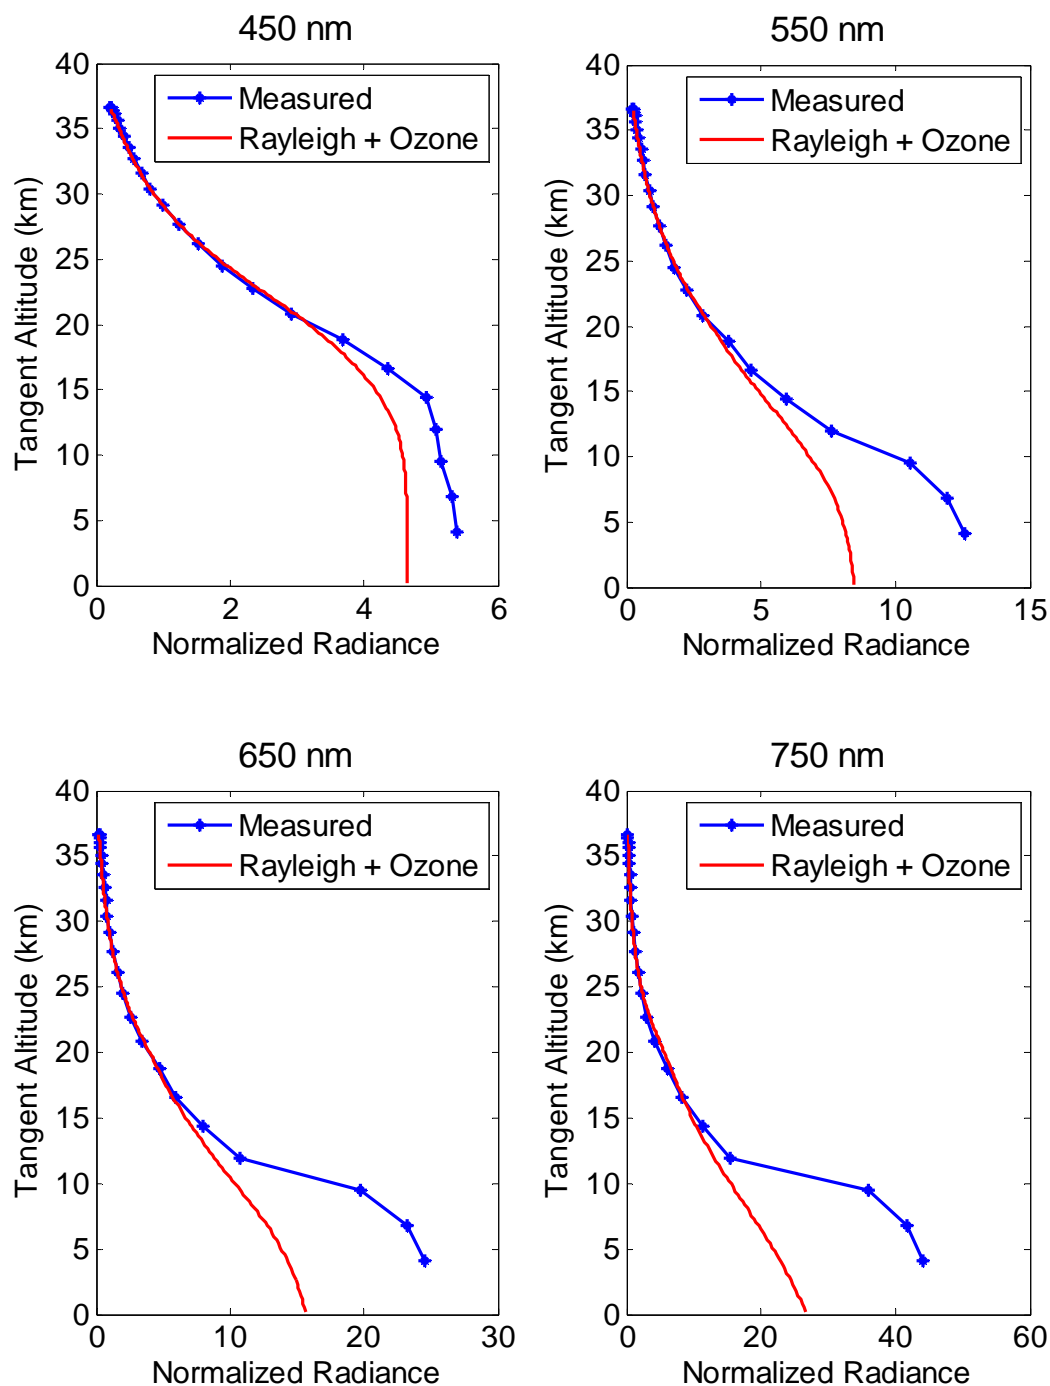 450 nm
40
35
30
25
20
15
10
5
0
Tangent Altitude (km)
Measured
Rayleigh + Ozone
0 2 4 6
Normalized Radiance
550 nm
40
35
30
25
20
15
10
5
0
Tangent Altitude (km)
Measured
Rayleigh + Ozone
0 5 10 15
Normalized Radiance
650 nm
40
35
30
25
20
15
10
5
0
Tangent Altitude (km)
Measured
Rayleigh + Ozone
0 10 20 30
Normalized Radiance
750 nm
40
35
30
25
20
15
10
5
0
Tangent Altitude (km)
Measured
Rayleigh + Ozone
0 20 40 60
Normalized Radiance